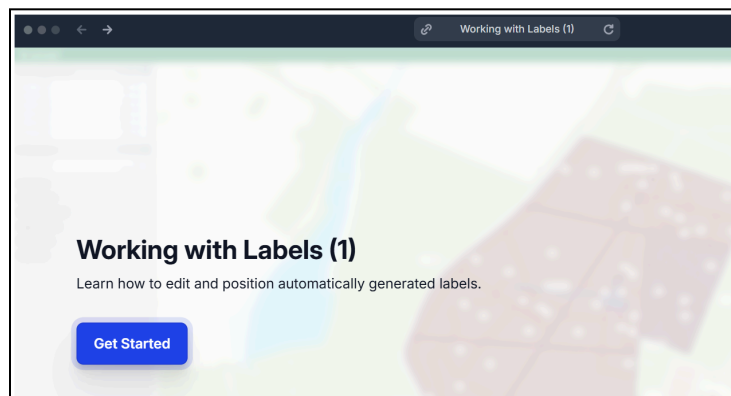 Working with Labels (1)
Working with Labels (1)
Learn how to edit and position automatically generated labels.
Get Started